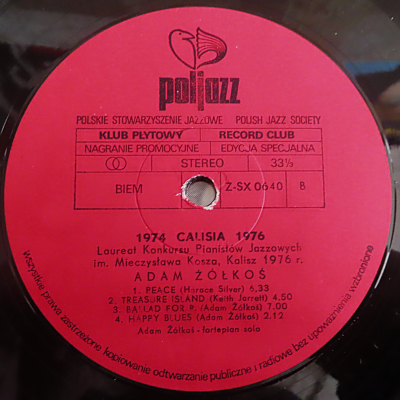 poljazz
POLSKIE STOWARZYSZENIE JAZZOWE POLISH JAZZ SOCIETY
KLUB PŁYTOWY RECORD CLUB
NAGRANIE PROMOCYJNE EDYCJA SPECJALNA
STEREO 33⅓
BIEM Z-SX 0640 B
1974 CALISIA 1976
Laureat Konkursu Pianistów Jazzowych
im. Mieczysława Kosza, Kalisz 1976 r.
ADAM ŻÓŁKOŚ
1. PEACE (Horace Silver) 6,33
2. TREASURE ISLAND (Keith Jarrett) 4.50
3. BALLAD FOR P. (Adam Żółkoś) 7.00
4. HAPPY BLUES (Adam Żółkoś) 2.12
Adam Żółkoś-fortepian solo
Wszystkie prawa zastrzeżone, kopiowanie odtwarzanie publiczne i radiowe bez upoważnienia wzbronione